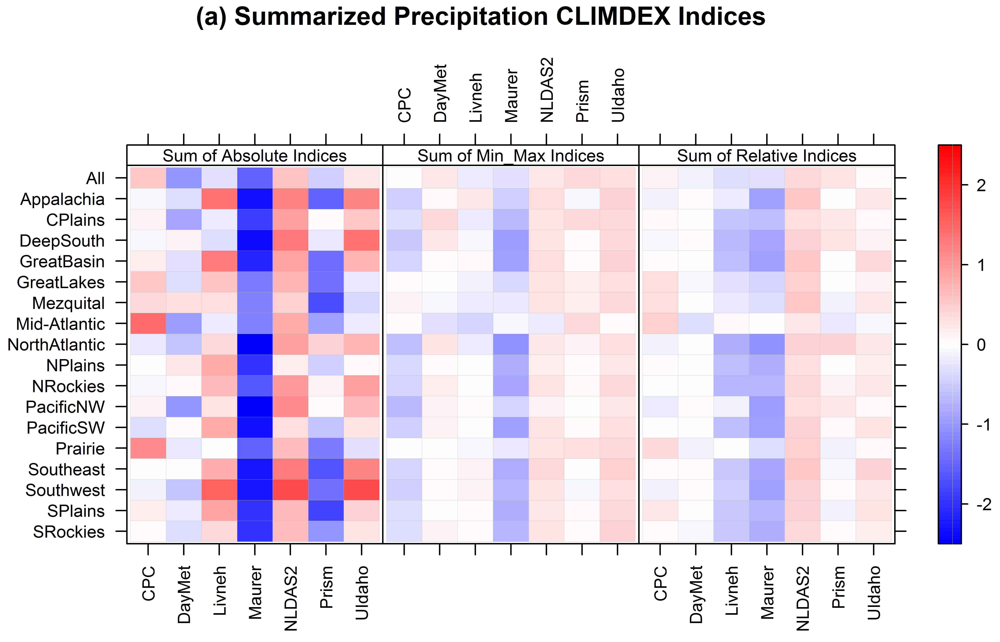 (a) Summarized Precipitation CLIMDEX Indices
CPC
DayMet
Livneh
Maurer
NLDAS2
Prism
UIdaho
Sum of Absolute Indices
Sum of Min_Max Indices
Sum of Relative Indices
All
Appalachia
CPlains
DeepSouth
GreatBasin
GreatLakes
Mezquital
Mid-Atlantic
NorthAtlantic
NPlains
NRockies
PacificNW
PacificSW
Prairie
Southeast
Southwest
SPlains
SRockies
2
1
0
-1
-2
CPC
DayMet
Livneh
Maurer
NLDAS2
Prism
UIdaho
CPC
DayMet
Livneh
Maurer
NLDAS2
Prism
UIdaho